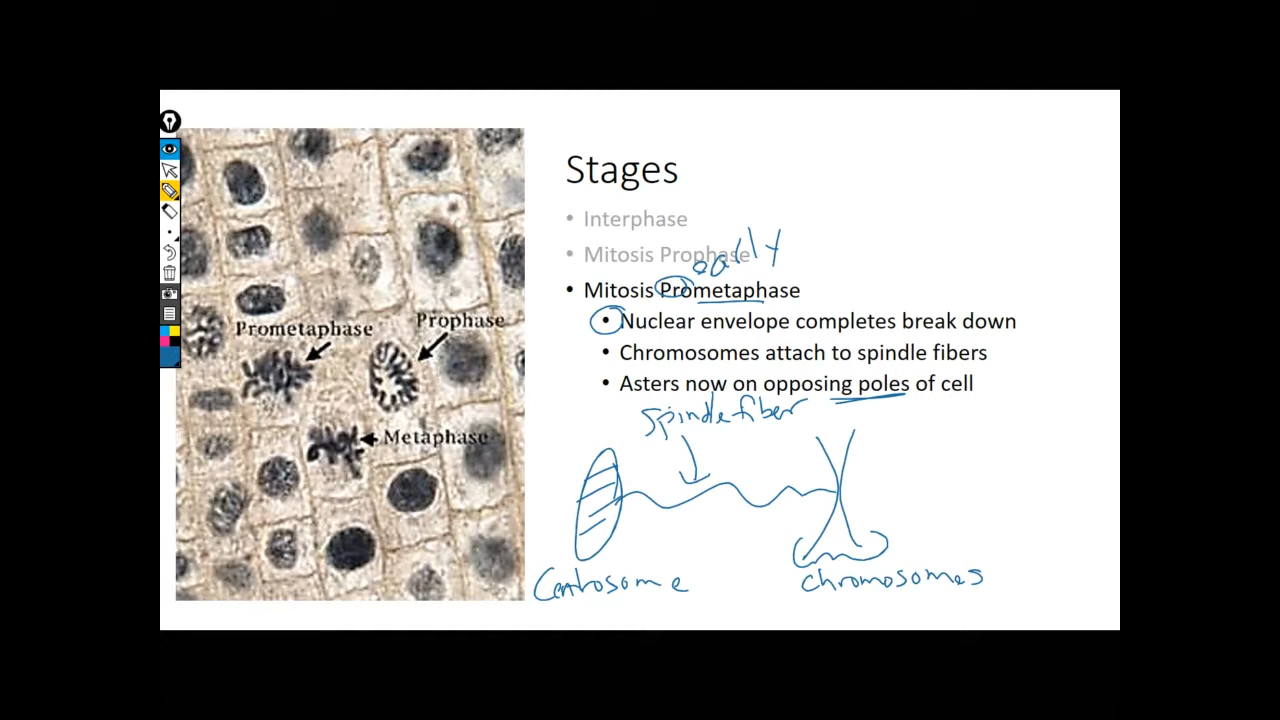 Stages
• Interphase
• Mitosis Prophase
early
• Mitosis Prometaphase
• Nuclear envelope completes break down
• Chromosomes attach to spindle fibers
• Asters now on opposing poles of cell
Prometaphase
Prophase
Metaphase
spindle fiber
Centrosome
chromosomes